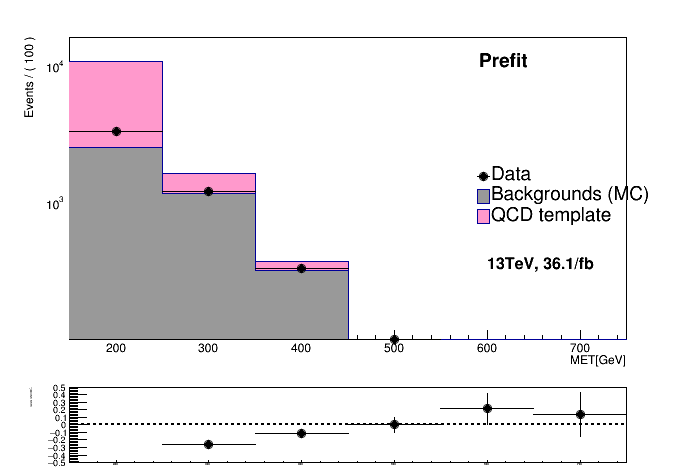 Events / ( 100 )
Prefit
10⁴
10³
Data
Backgrounds (MC)
QCD template
13TeV, 36.1/fb
200 300 400 500 600 700
MET[GeV]
0.5
0.4
0.3
0.2
0.1
0
−0.1
−0.2
−0.3
−0.4
−0.5